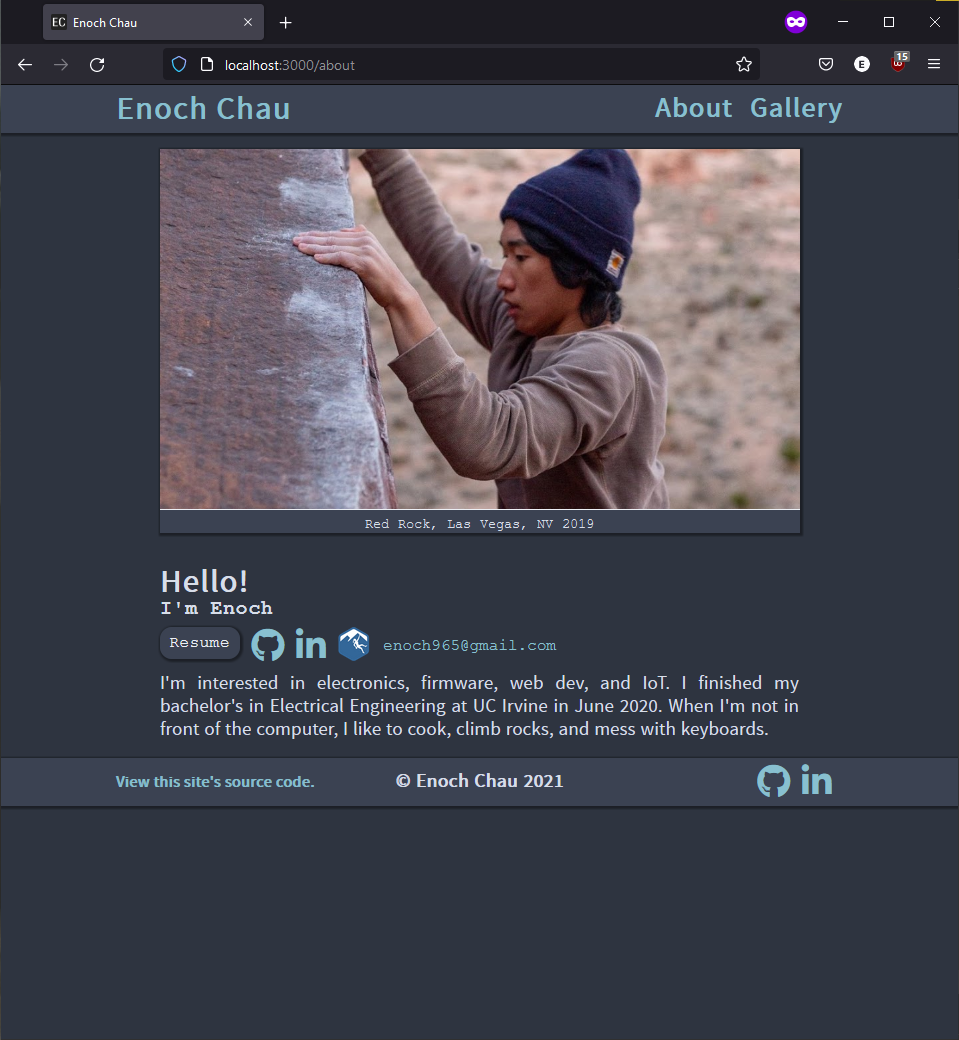 EC Enoch Chau
localhost:3000/about
E
15
Enoch Chau
About Gallery
Red Rock, Las Vegas, NV 2019
Hello!
I'm Enoch
Resume
in
enoch965@gmail.com
I'm interested in electronics, firmware, web dev, and IoT. I finished my
bachelor's in Electrical Engineering at UC Irvine in June 2020. When I'm not in
front of the computer, I like to cook, climb rocks, and mess with keyboards.
View this site's source code.
© Enoch Chau 2021
in